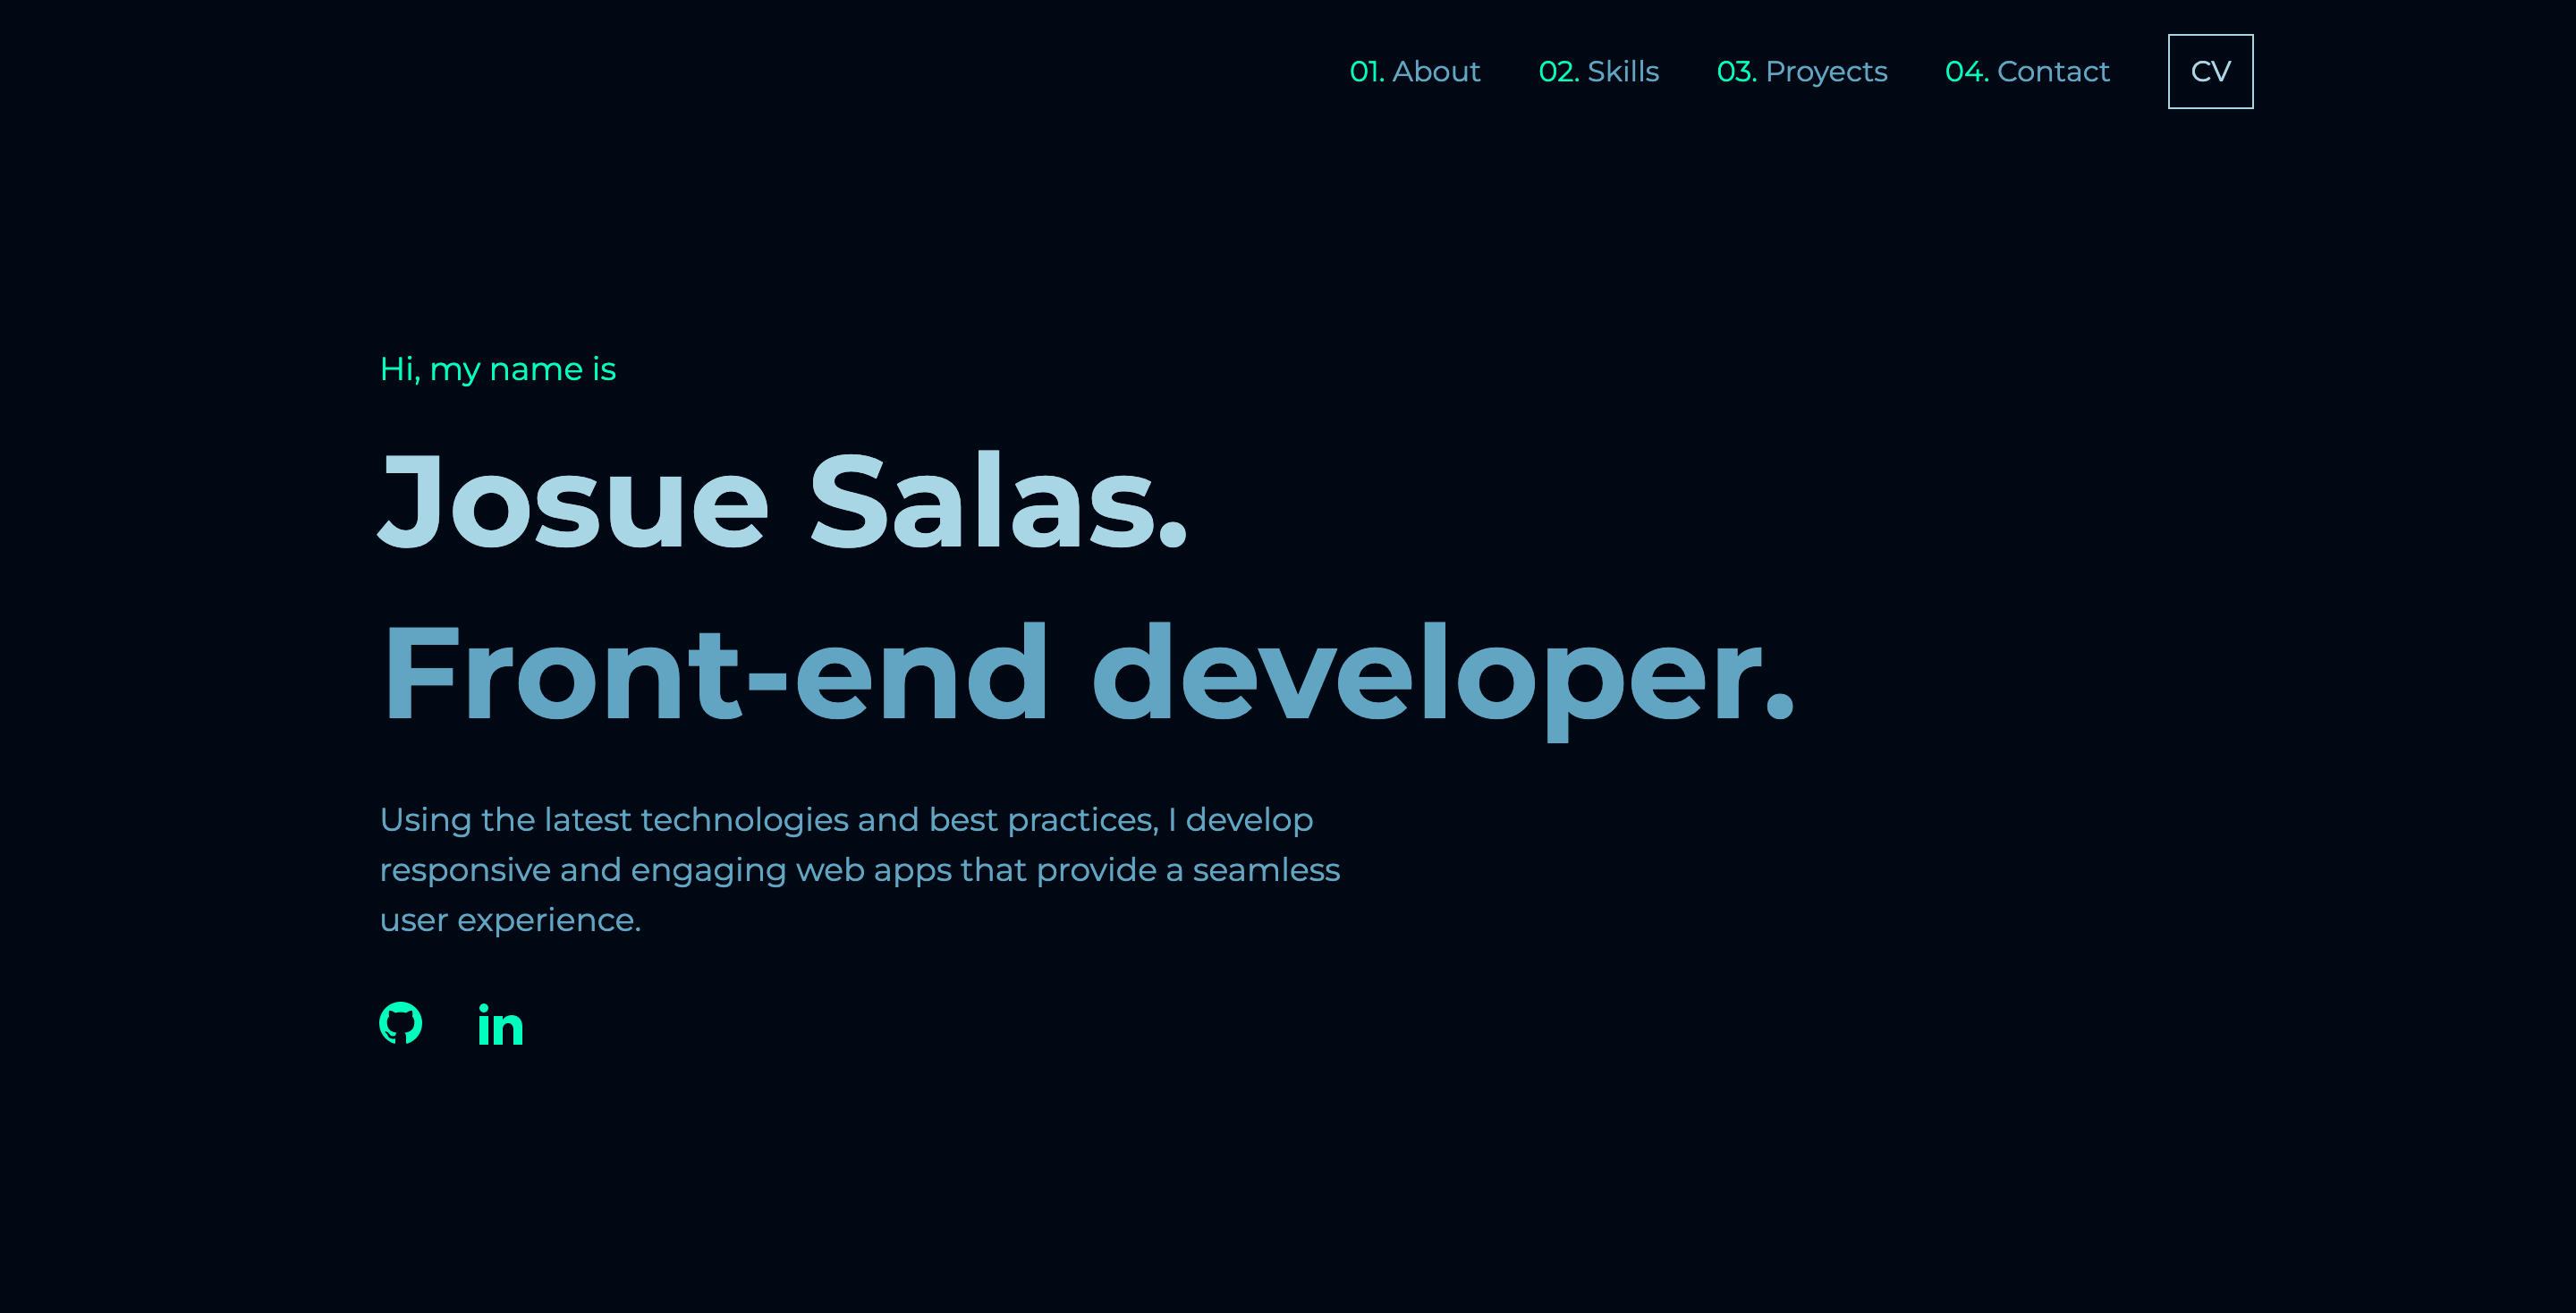 01. About 02. Skills 03. Proyects 04. Contact CV
Hi, my name is
Josue Salas.
Front-end developer.
Using the latest technologies and best practices, I develop
responsive and engaging web apps that provide a seamless
user experience.
in